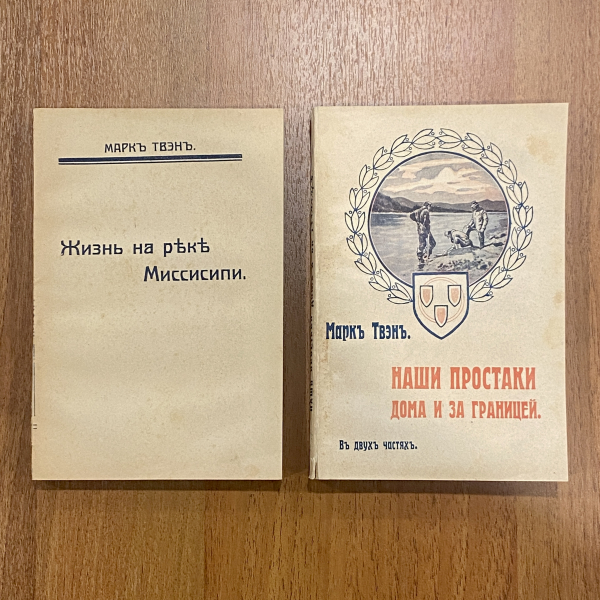 Маркъ Твэнъ.
Жизнь на рѣкѣ
Миссисипи.
Маркъ Твэнъ.
НАШИ ПРОСТАКИ
ДОМА И ЗА ГРАНИЦЕЙ.
Въ двухъ частяхъ.